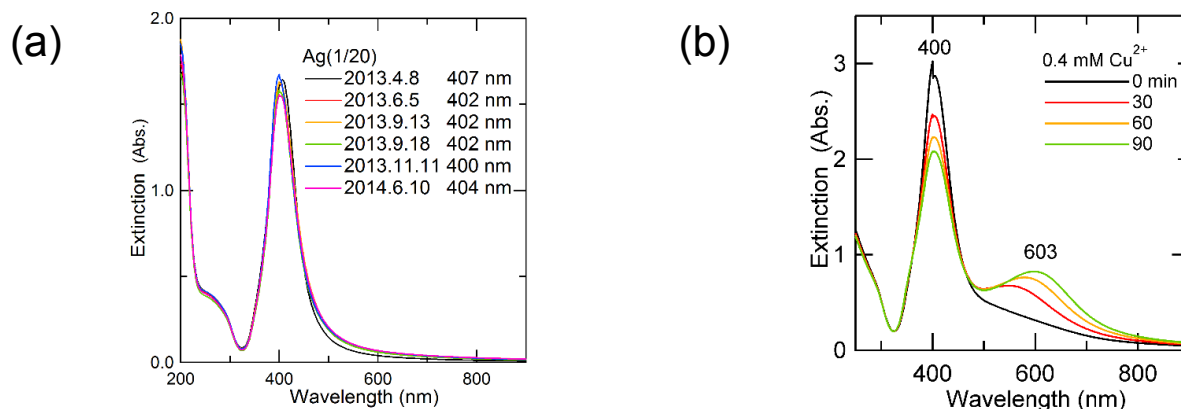 (a)
2.0
1.0
0.0
Extinction (Abs.)
Ag(1/20)
2013.4.8 407 nm
2013.6.5 402 nm
2013.9.13 402 nm
2013.9.18 402 nm
2013.11.11 400 nm
2014.6.10 404 nm
200 400 600 800
Wavelength (nm)
(b)
3
2
1
0
Extinction (Abs.)
400
603
0.4 mM Cu²⁺
0 min
30
60
90
400 600 800
Wavelength (nm)